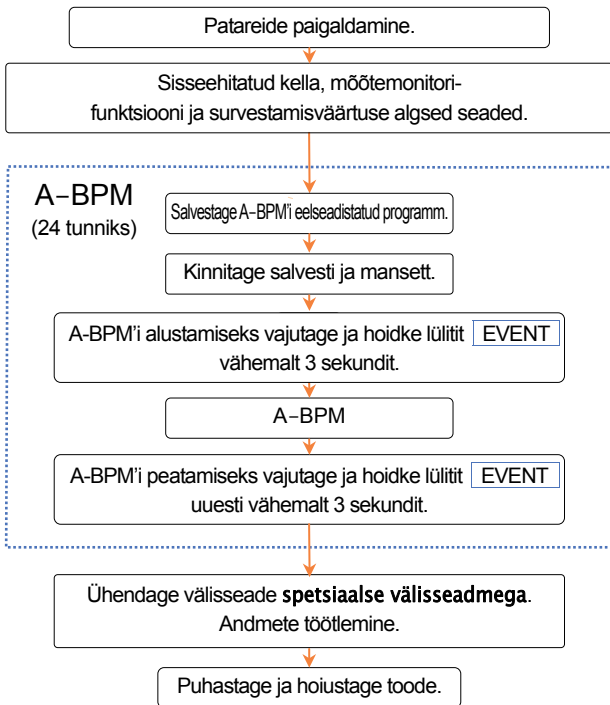 Patareide paigaldamine.
Sisseehitatud kella, mõõtemonitori-
funktsiooni ja survestamisväärtuse algsed seaded.
A-BPM
(24 tunniks)
Salvestage A-BPM'i eelseadistatud programm.
Kinnitage salvesti ja mansett.
A-BPM'i alustamiseks vajutage ja hoidke lülitit EVENT
vähemalt 3 sekundit.
A-BPM
A-BPM'i peatamiseks vajutage ja hoidke lülitit EVENT
uuesti vähemalt 3 sekundit.
Ühendage välisseade spetsiaalse välisseadmega.
Andmete töötlemine.
Puhastage ja hoiustage toode.